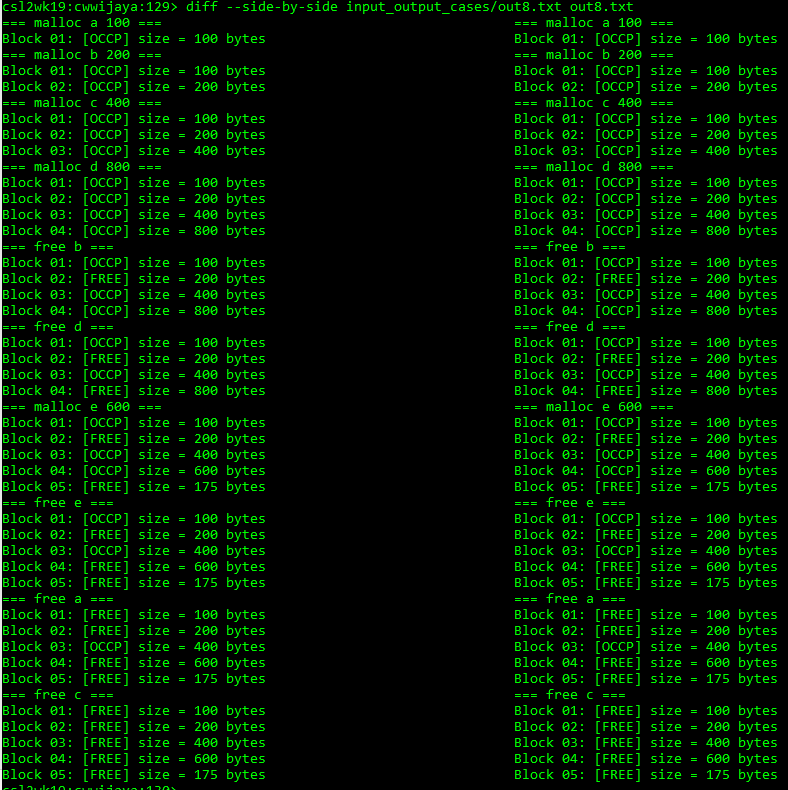 csl2wk19:cwwijaya:129> diff --side-by-side input_output_cases/out8.txt out8.txt
=== malloc a 100 === === malloc a 100 ===
Block 01: [OCCP] size = 100 bytes Block 01: [OCCP] size = 100 bytes
=== malloc b 200 === === malloc b 200 ===
Block 01: [OCCP] size = 100 bytes Block 01: [OCCP] size = 100 bytes
Block 02: [OCCP] size = 200 bytes Block 02: [OCCP] size = 200 bytes
=== malloc c 400 === === malloc c 400 ===
Block 01: [OCCP] size = 100 bytes Block 01: [OCCP] size = 100 bytes
Block 02: [OCCP] size = 200 bytes Block 02: [OCCP] size = 200 bytes
Block 03: [OCCP] size = 400 bytes Block 03: [OCCP] size = 400 bytes
=== malloc d 800 === === malloc d 800 ===
Block 01: [OCCP] size = 100 bytes Block 01: [OCCP] size = 100 bytes
Block 02: [OCCP] size = 200 bytes Block 02: [OCCP] size = 200 bytes
Block 03: [OCCP] size = 400 bytes Block 03: [OCCP] size = 400 bytes
Block 04: [OCCP] size = 800 bytes Block 04: [OCCP] size = 800 bytes
=== free b === === free b ===
Block 01: [OCCP] size = 100 bytes Block 01: [OCCP] size = 100 bytes
Block 02: [FREE] size = 200 bytes Block 02: [FREE] size = 200 bytes
Block 03: [OCCP] size = 400 bytes Block 03: [OCCP] size = 400 bytes
Block 04: [OCCP] size = 800 bytes Block 04: [OCCP] size = 800 bytes
=== free d === === free d ===
Block 01: [OCCP] size = 100 bytes Block 01: [OCCP] size = 100 bytes
Block 02: [FREE] size = 200 bytes Block 02: [FREE] size = 200 bytes
Block 03: [OCCP] size = 400 bytes Block 03: [OCCP] size = 400 bytes
Block 04: [FREE] size = 800 bytes Block 04: [FREE] size = 800 bytes
=== malloc e 600 === === malloc e 600 ===
Block 01: [OCCP] size = 100 bytes Block 01: [OCCP] size = 100 bytes
Block 02: [FREE] size = 200 bytes Block 02: [FREE] size = 200 bytes
Block 03: [OCCP] size = 400 bytes Block 03: [OCCP] size = 400 bytes
Block 04: [OCCP] size = 600 bytes Block 04: [OCCP] size = 600 bytes
Block 05: [FREE] size = 175 bytes Block 05: [FREE] size = 175 bytes
=== free e === === free e ===
Block 01: [OCCP] size = 100 bytes Block 01: [OCCP] size = 100 bytes
Block 02: [FREE] size = 200 bytes Block 02: [FREE] size = 200 bytes
Block 03: [OCCP] size = 400 bytes Block 03: [OCCP] size = 400 bytes
Block 04: [FREE] size = 600 bytes Block 04: [FREE] size = 600 bytes
Block 05: [FREE] size = 175 bytes Block 05: [FREE] size = 175 bytes
=== free a === === free a ===
Block 01: [FREE] size = 100 bytes Block 01: [FREE] size = 100 bytes
Block 02: [FREE] size = 200 bytes Block 02: [FREE] size = 200 bytes
Block 03: [OCCP] size = 400 bytes Block 03: [OCCP] size = 400 bytes
Block 04: [FREE] size = 600 bytes Block 04: [FREE] size = 600 bytes
Block 05: [FREE] size = 175 bytes Block 05: [FREE] size = 175 bytes
=== free c === === free c ===
Block 01: [FREE] size = 100 bytes Block 01: [FREE] size = 100 bytes
Block 02: [FREE] size = 200 bytes Block 02: [FREE] size = 200 bytes
Block 03: [FREE] size = 400 bytes Block 03: [FREE] size = 400 bytes
Block 04: [FREE] size = 600 bytes Block 04: [FREE] size = 600 bytes
Block 05: [FREE] size = 175 bytes Block 05: [FREE] size = 175 bytes
csl2wk19:cwwijaya:130>